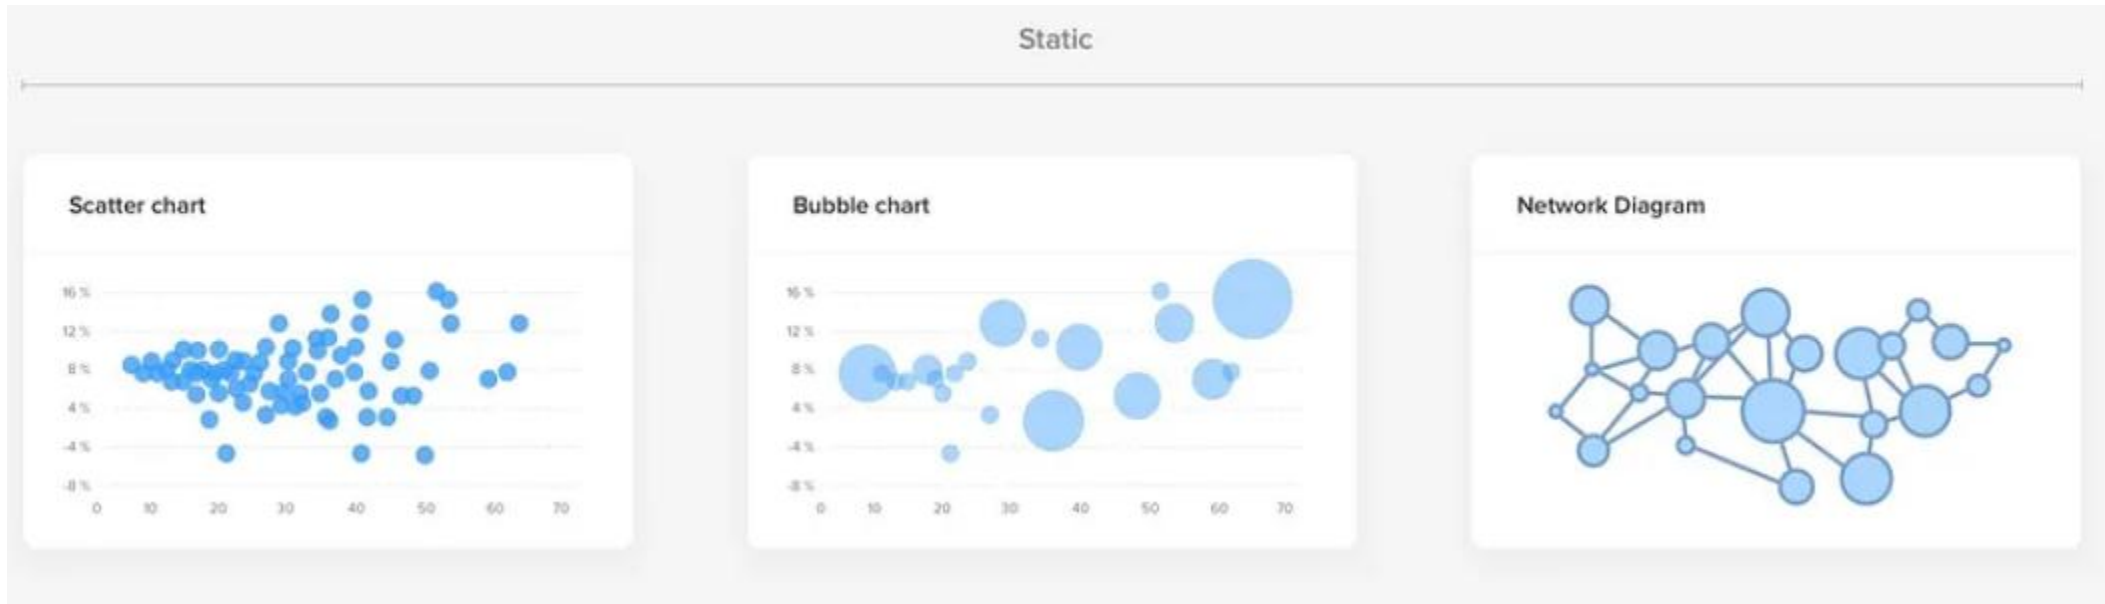 Static
Scatter chart
16 %
12 %
8 %
4 %
-4 %
-8 %
0 10 20 30 40 50 60 70
Bubble chart
16 %
12 %
8 %
4 %
-4 %
-8 %
0 10 20 30 40 50 60 70
Network Diagram